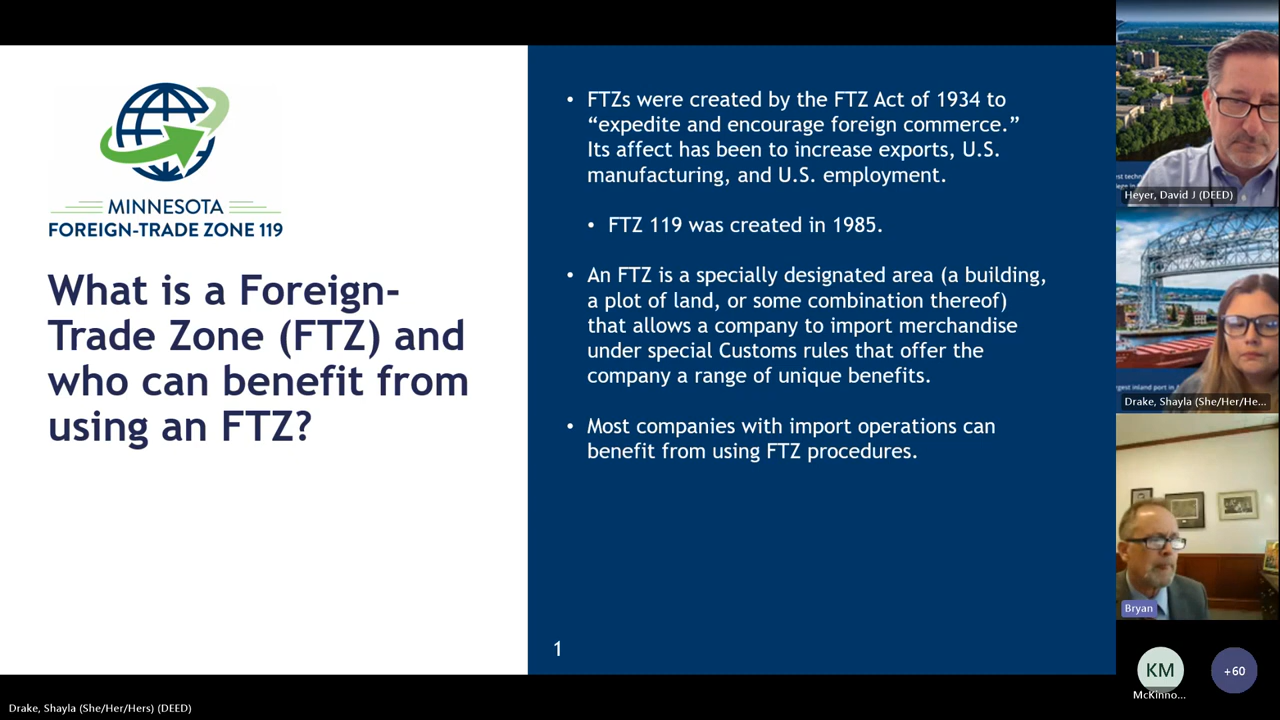 MINNESOTA
FOREIGN-TRADE ZONE 119
What is a Foreign-
Trade Zone (FTZ) and
who can benefit from
using an FTZ?
• FTZs were created by the FTZ Act of 1934 to
“expedite and encourage foreign commerce.”
Its affect has been to increase exports, U.S.
manufacturing, and U.S. employment.
• FTZ 119 was created in 1985.
• An FTZ is a specially designated area (a building,
a plot of land, or some combination thereof)
that allows a company to import merchandise
under special Customs rules that offer the
company a range of unique benefits.
• Most companies with import operations can
benefit from using FTZ procedures.
1
Heyer, David J (DEED)
Drake, Shayla (She/Her/He...
Bryan
KM
McKinno...
+60
Drake, Shayla (She/Her/Hers) (DEED)